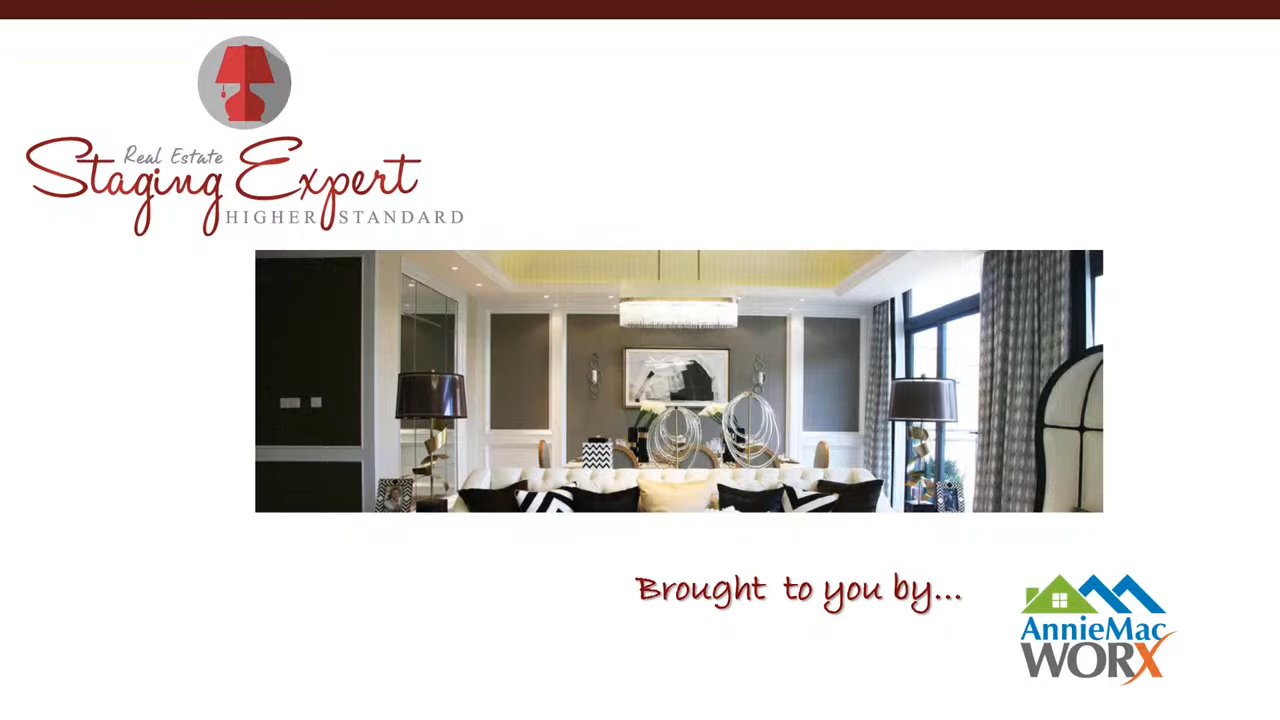 Real Estate
Staging Expert
HIGHER STANDARD
Brought to you by...
AnnieMac
WORX